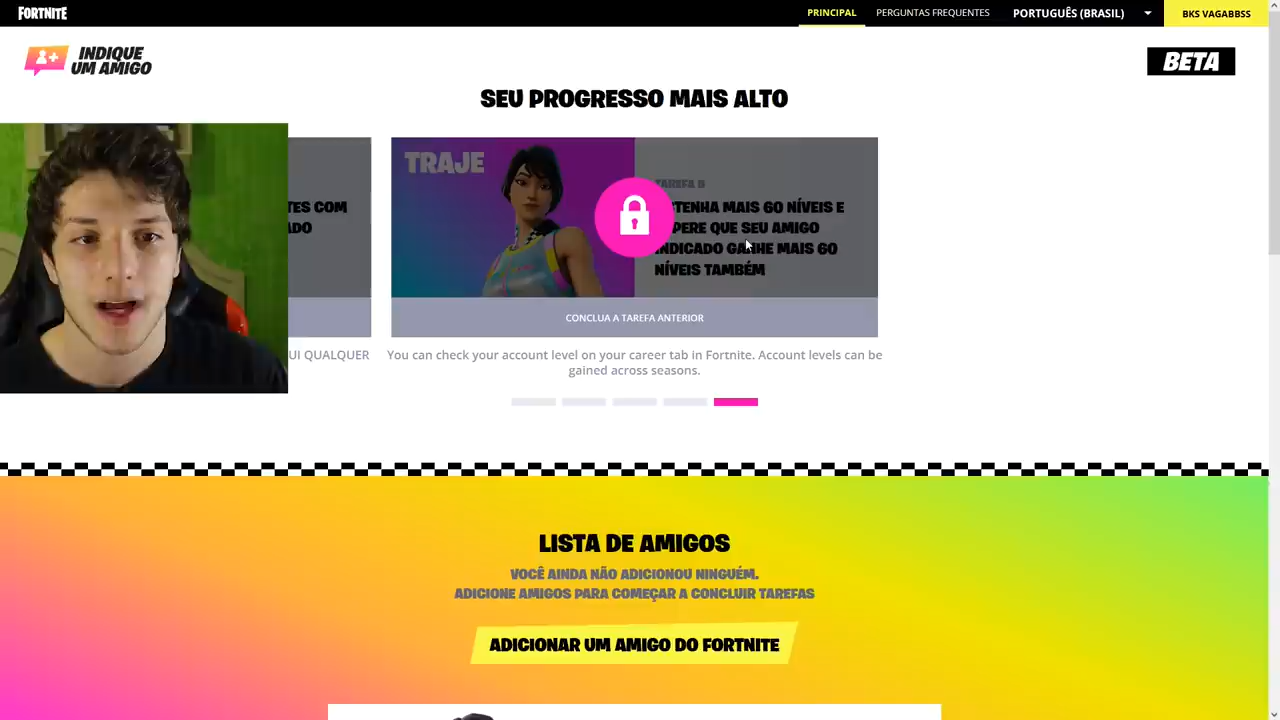 FORTNITE
PRINCIPAL
PERGUNTAS FREQUENTES
PORTUGUÊS (BRASIL)
BKS VAGABBSS
INDIQUE
UM AMIGO
BETA
SEU PROGRESSO MAIS ALTO
TES COM
ADO
TRAJE
TAREFA 5
TENHA MAIS 60 NÍVEIS E
PERE QUE SEU AMIGO
INDICADO GANHE MAIS 60
NÍVEIS TAMBÉM
CONCLUA A TAREFA ANTERIOR
UI QUALQUER
You can check your account level on your career tab in Fortnite. Account levels can be
gained across seasons.
LISTA DE AMIGOS
VOCÊ AINDA NÃO ADICIONOU NINGUÉM.
ADICIONE AMIGOS PARA COMEÇAR A CONCLUIR TAREFAS
ADICIONAR UM AMIGO DO FORTNITE